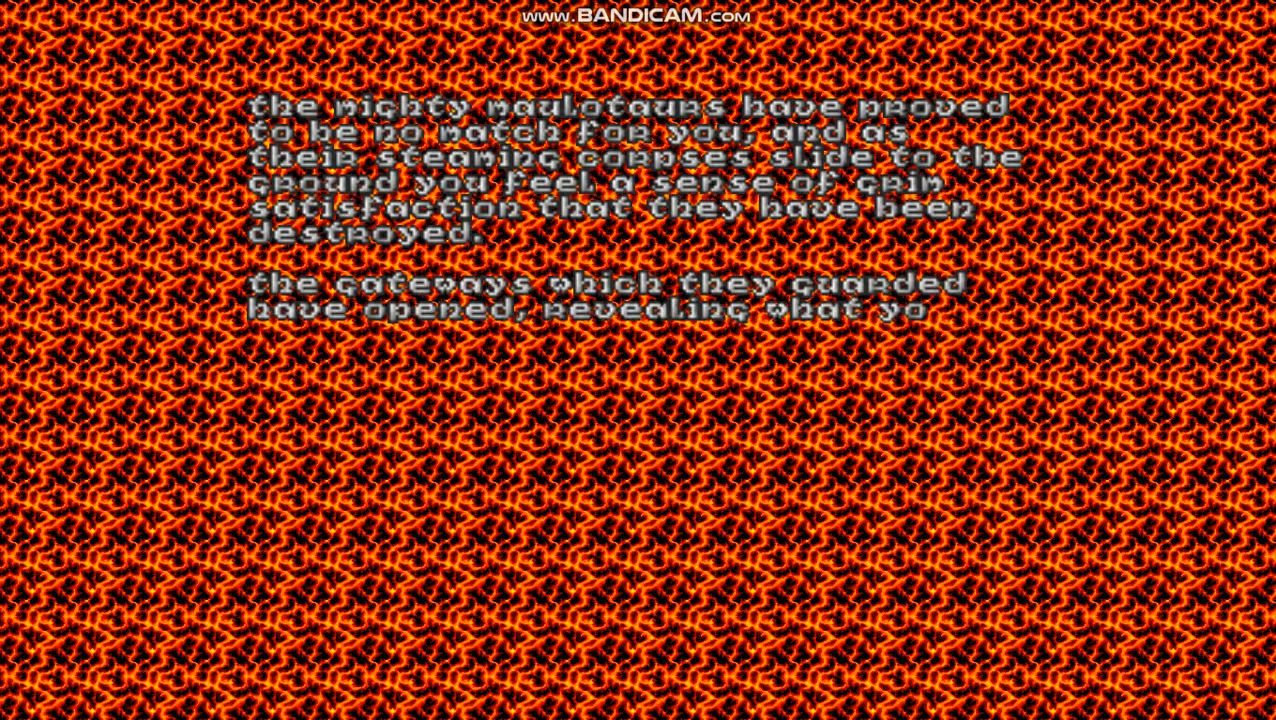 www.BANDICAM.com
the mighty maulotaurs have proved
to be no match for you, and as
their steaming corpses slide to the
ground you feel a sense of grim
satisfaction that they have been
destroyed.
the gateways which they guarded
have opened, revealing what yo